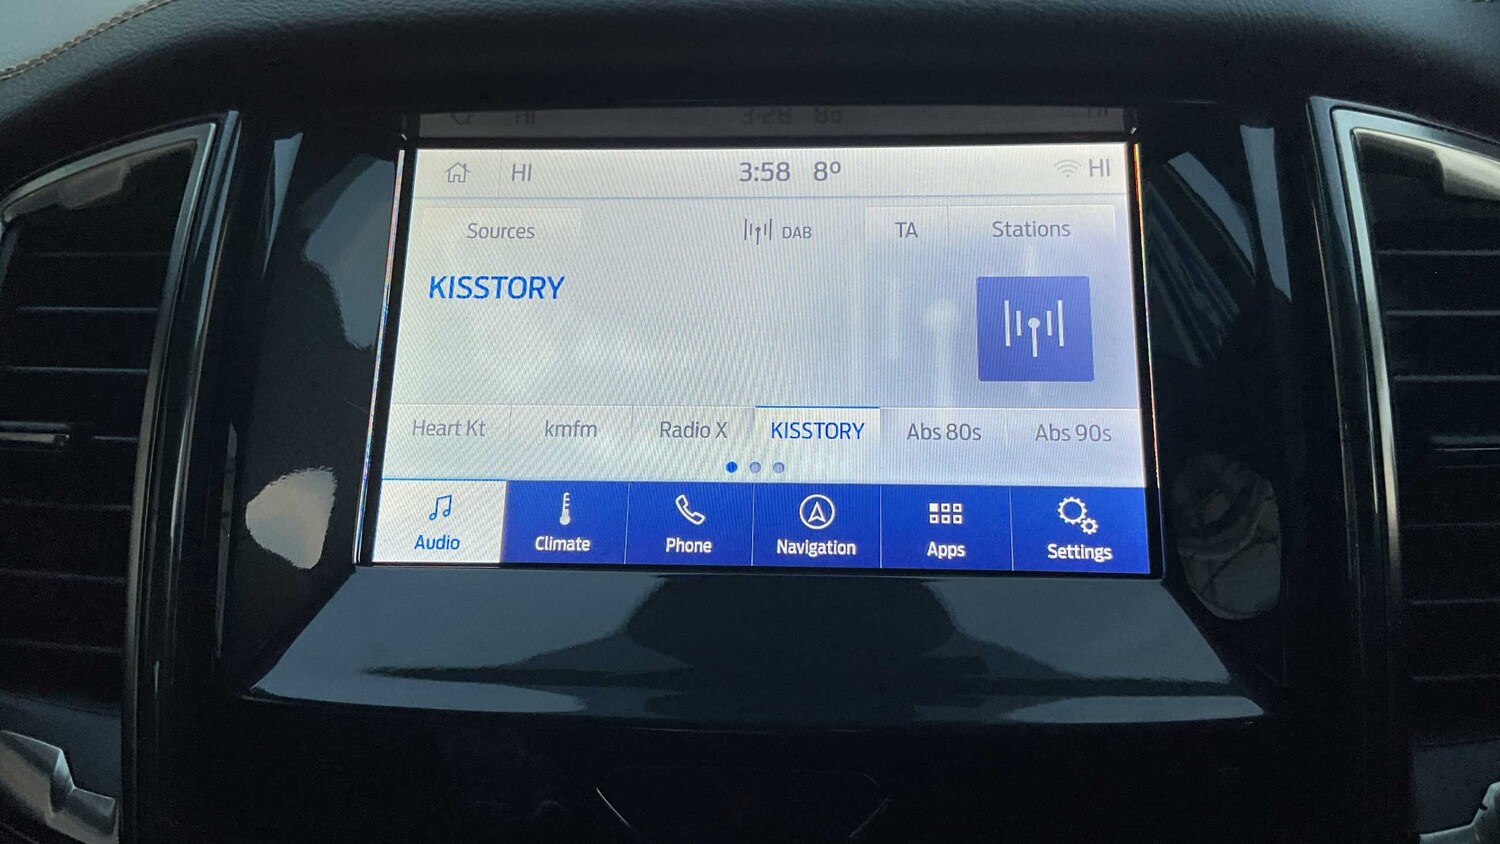 HI 3:58 8º HI
Sources DAB TA Stations
KISSTORY
Heart Kt kmfm Radio X KISSTORY Abs 80s Abs 90s
Audio Climate Phone Navigation Apps Settings